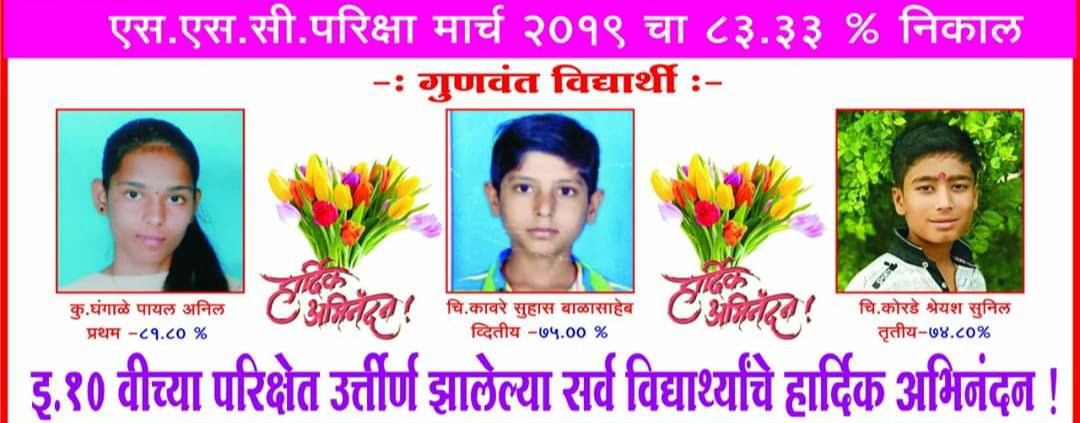 एस.एस.सी.परिक्षा मार्च २०१९ चा ८३.३३ % निकाल
-: गुणवंत विद्यार्थी :-
हार्दिक
अभिनंदन !
हार्दिक
अभिनंदन !
कु.घंगाळे पायल अनिल
प्रथम -८१.८० %
चि.कावरे सुहास बाळासाहेब
व्दितीय -७५.०० %
चि.कोरडे श्रेयश सुनिल
तृतीय-७४.८०%
इ.१० वीच्या परिक्षेत उर्त्तीर्ण झालेल्या सर्व विद्यार्थ्यांचे हार्दिक अभिनंदन !